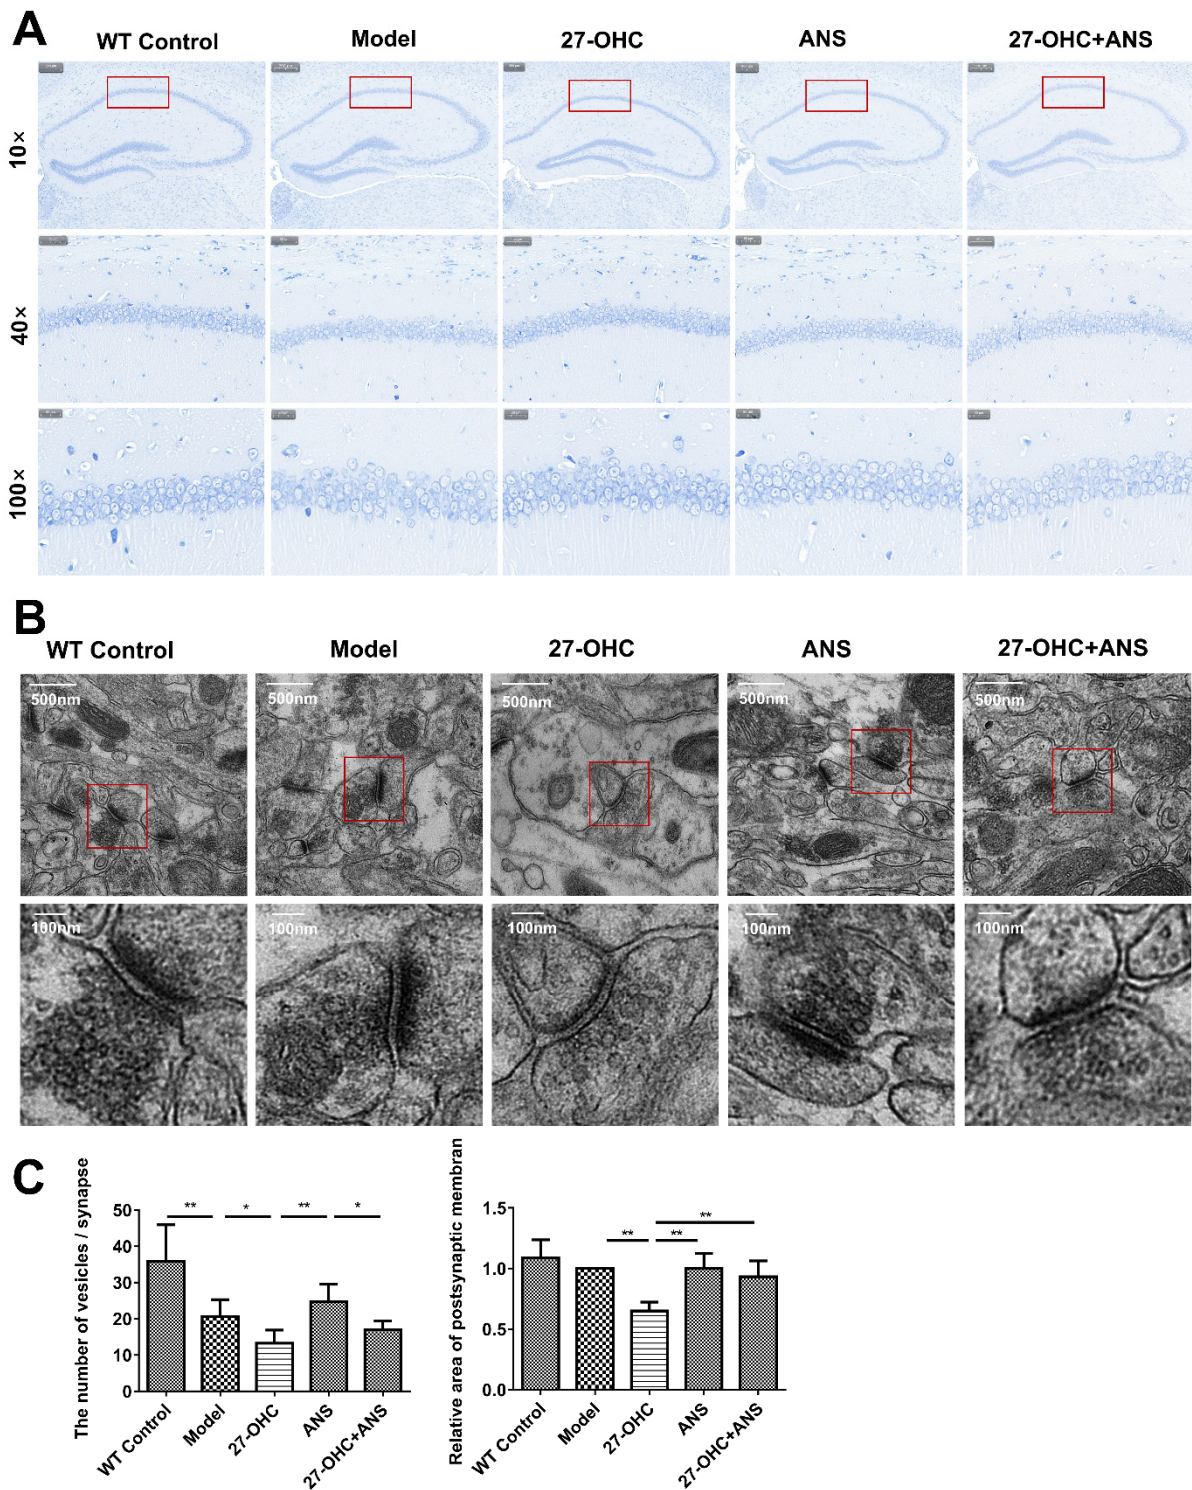 A
WT Control Model 27-OHC ANS 27-OHC+ANS
10×
40×
100×
B
WT Control Model 27-OHC ANS 27-OHC+ANS
500nm 500nm 500nm 500nm 500nm
100nm 100nm 100nm 100nm 100nm
C
The number of vesicles / synapse
50
40
30
20
10
0
** * ** *
WT Control Model 27-OHC ANS 27-OHC+ANS
Relative area of postsynaptic membran
1.5
1.0
0.5
0.0
** ** **
WT Control Model 27-OHC ANS 27-OHC+ANS